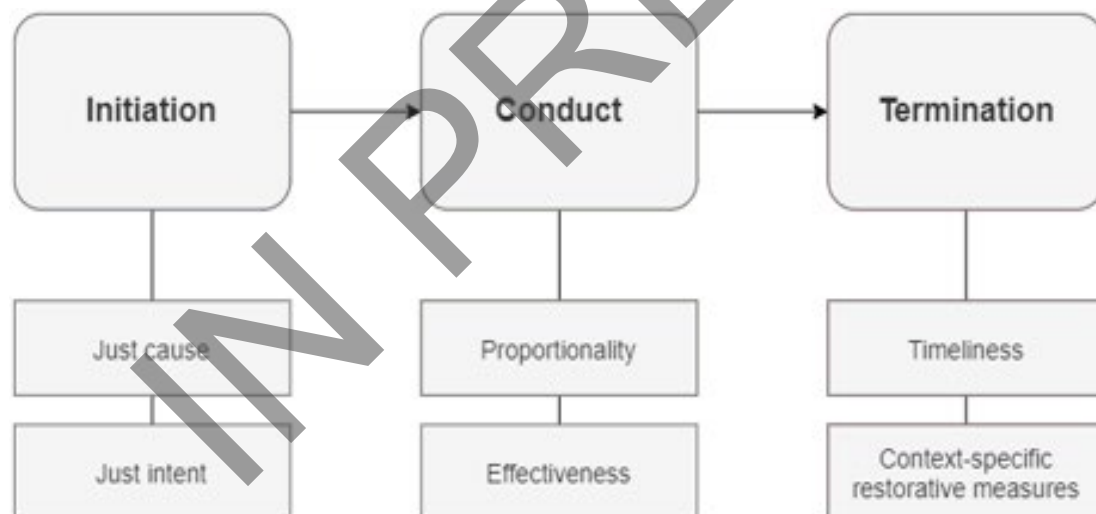 Initiation
Conduct
Termination
Just cause
Proportionality
Timeliness
Just intent
Effectiveness
Context-specific
restorative measures
IN PRE